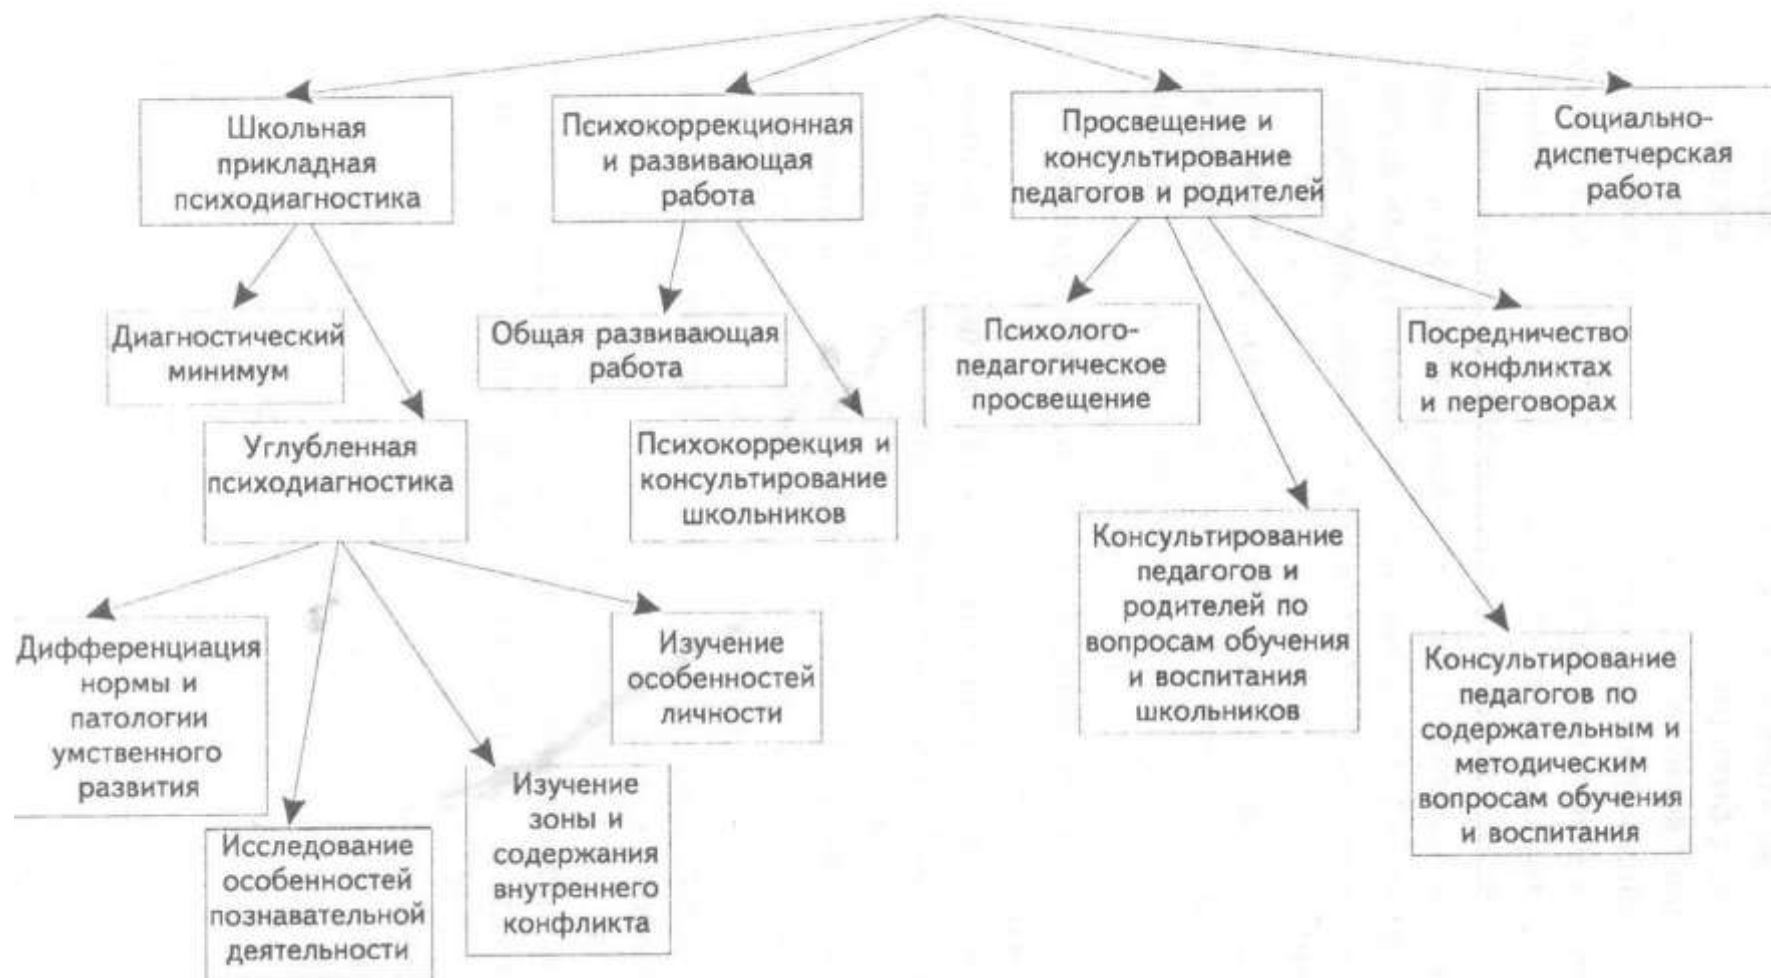 Школьная
прикладная
психодиагностика
Психокоррекционная
и развивающая
работа
Просвещение и
консультирование
педагогов и родителей
Социально-
диспетчерская
работа
Диагностический
минимум
Общая развивающая
работа
Психолого-
педагогическое
просвещение
Посредничество
в конфликтах
и переговорах
Углубленная
психодиагностика
Психокоррекция и
консультирование
школьников
Консультирование
педагогов и
родителей по
вопросам обучения
и воспитания
школьников
Консультирование
педагогов по
содержательным и
методическим
вопросам обучения
и воспитания
Дифференциация
нормы и
патологии
умственного
развития
Исследование
особенностей
познавательной
деятельности
Изучение
зоны и
содержания
внутреннего
конфликта
Изучение
особенностей
личности